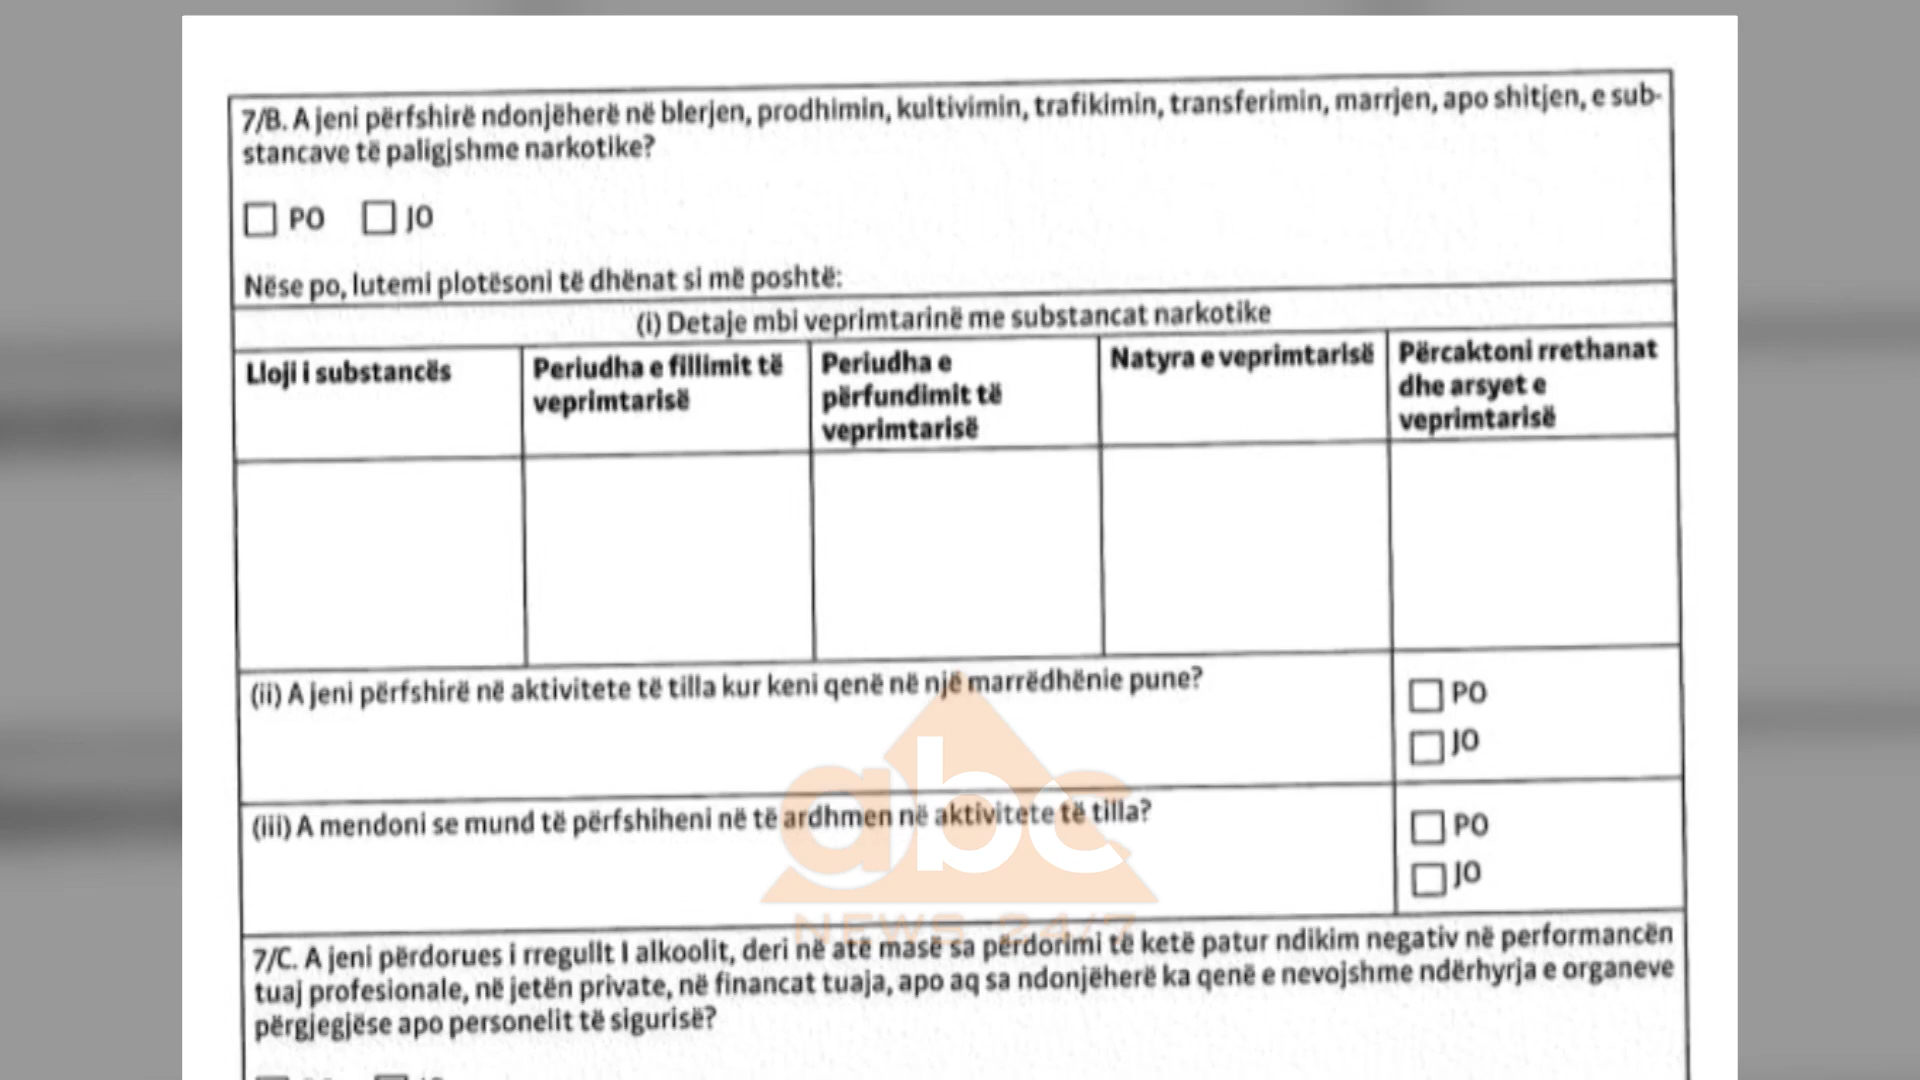 7/B. A jeni përfshirë ndonjëherë në blerjen, prodhimin, kultivimin, trafikimin, transferimin, marrjen, apo shitjen, e sub-
stancave të paligjshme narkotike?
PO JO
Nëse po, lutemi plotësoni të dhënat si më poshtë:
(i) Detaje mbi veprimtarinë me substancat narkotike
Lloji i substancës
Periudha e fillimit të
veprimtarisë
Periudha e
përfundimit të
veprimtarisë
Natyra e veprimtarisë
Përcaktoni rrethanat
dhe arsyet e
veprimtarisë
(ii) A jeni përfshirë në aktivitete të tilla kur keni qenë në një marrëdhënie pune?
PO
JO
(iii) A mendoni se mund të përfshiheni në të ardhmen në aktivitete të tilla?
PO
JO
abc
NEWS 24/7
7/C. A jeni përdorues i rregullt I alkoolit, deri në atë masë sa përdorimi të ketë patur ndikim negativ në performancën
tuaj profesionale, në jetën private, në financat tuaja, apo aq sa ndonjëherë ka qenë e nevojshme ndërhyrja e organeve
përgjegjëse apo personelit të sigurisë?